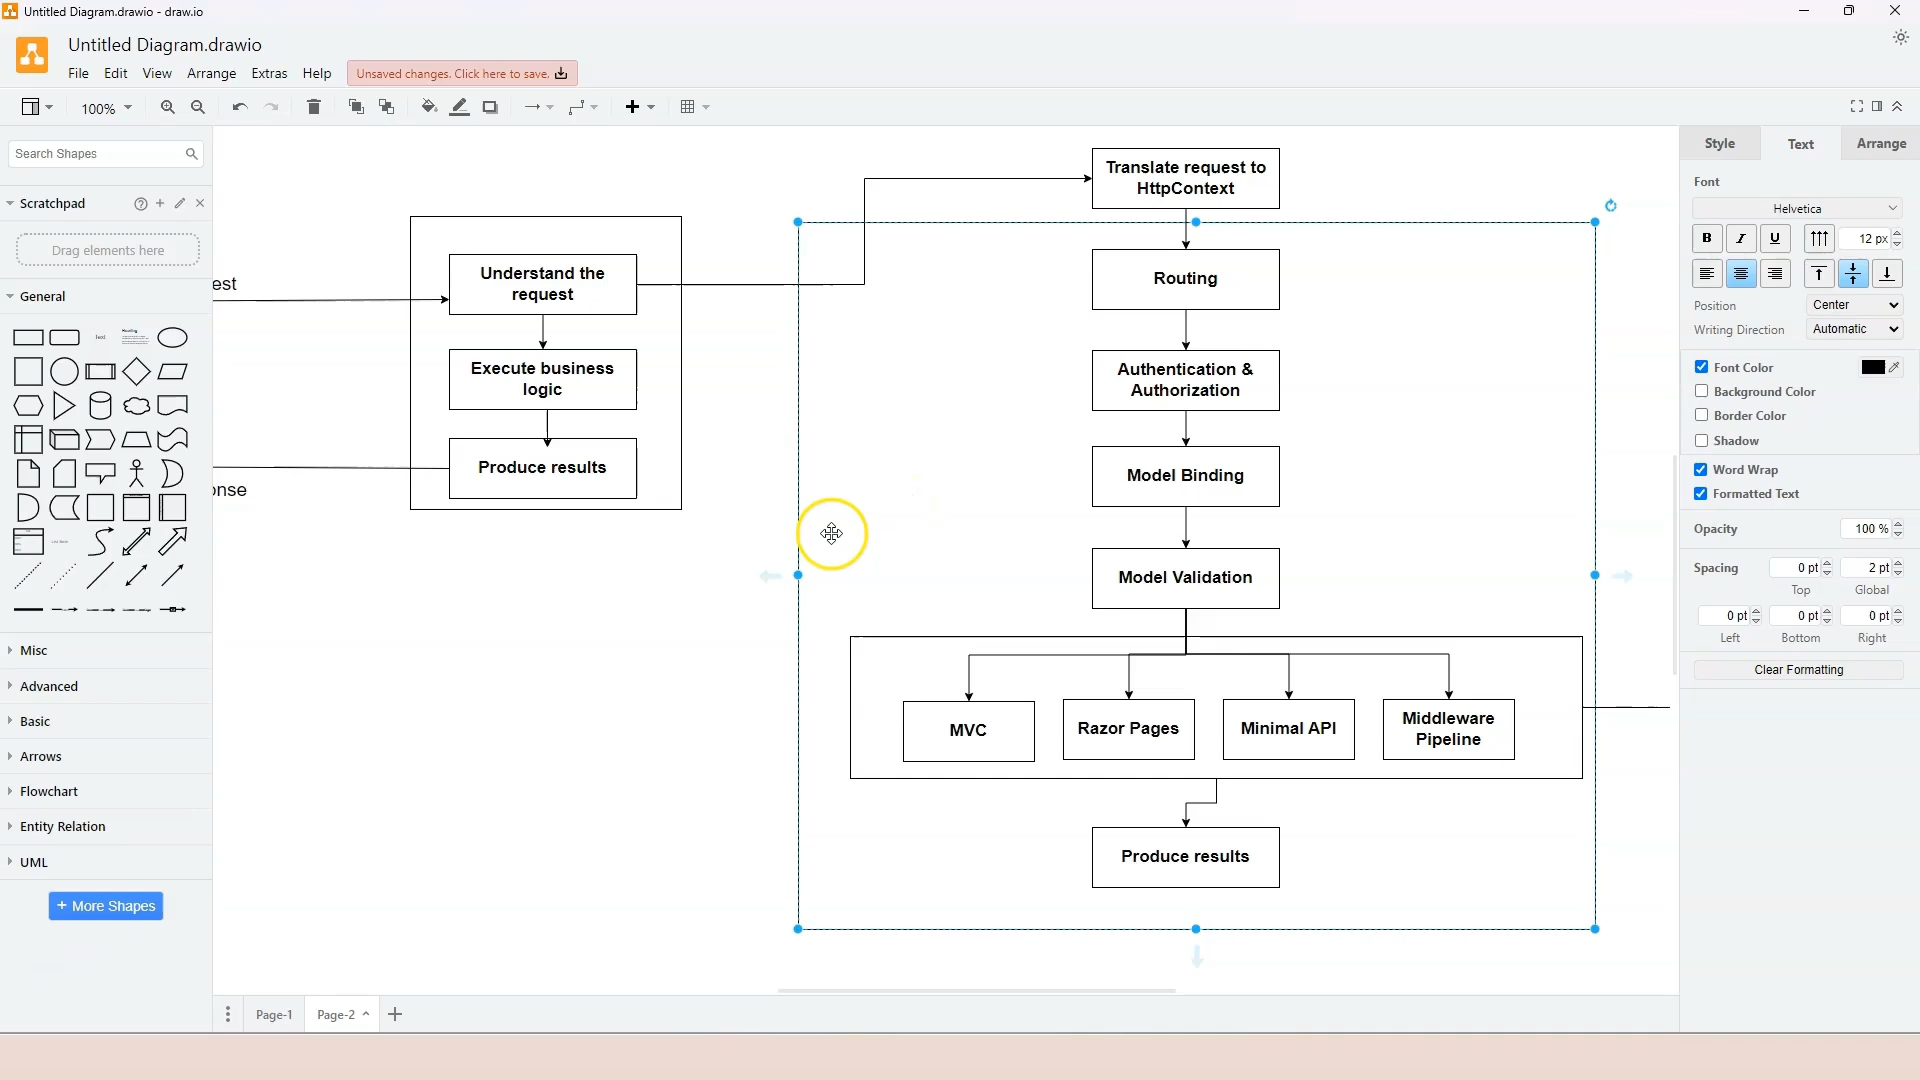 Untitled Diagram.drawio - draw.io
Untitled Diagram.drawio
File Edit View Arrange Extras Help Unsaved changes. Click here to save.
100%
Search Shapes
Scratchpad
Drag elements here
General
Text
Heading
List Item
Misc
Advanced
Basic
Arrows
Flowchart
Entity Relation
UML
+ More Shapes
est
onse
Understand the
request
Execute business
logic
Produce results
Translate request to
HttpContext
Routing
Authentication &
Authorization
Model Binding
Model Validation
MVC
Razor Pages
Minimal API
Middleware
Pipeline
Produce results
Page-1
Page-2
Style Text Arrange
Font
Helvetica
B I U 12 px
Position Center
Writing Direction Automatic
Font Color
Background Color
Border Color
Shadow
Word Wrap
Formatted Text
Opacity 100 %
Spacing 0 pt 2 pt
Top Global
0 pt 0 pt 0 pt
Left Bottom Right
Clear Formatting